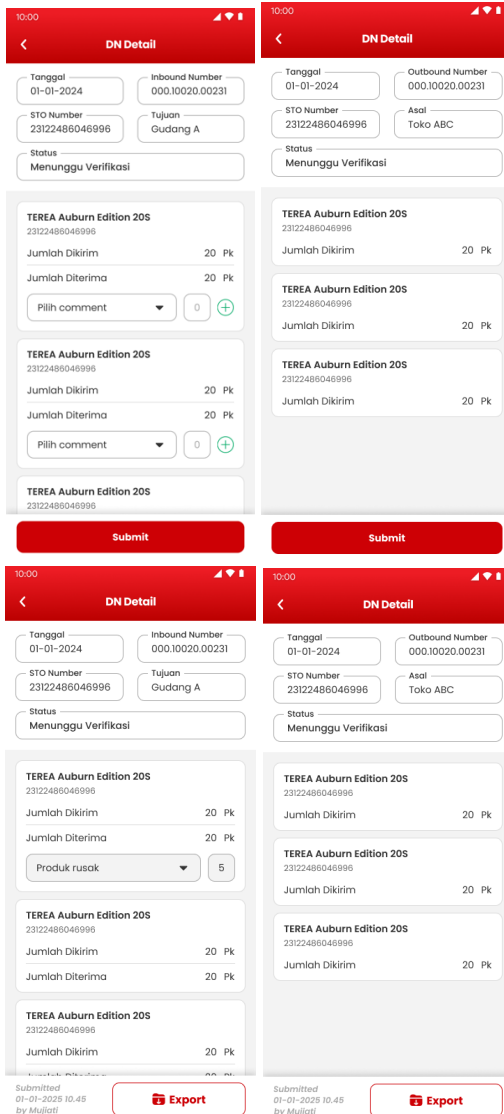 10:00
DN Detail
Tanggal
Inbound Number
01-01-2024
000.10020.00231
STO Number
Tujuan
23122486046996
Gudang A
Status
Menunggu Verifikasi
TEREA Auburn Edition 20S
23122486046996
Jumlah Dikirim 20 Pk
Jumlah Diterima 20 Pk
Pilih comment 0
TEREA Auburn Edition 20S
23122486046996
Jumlah Dikirim 20 Pk
Jumlah Diterima 20 Pk
Pilih comment 0
TEREA Auburn Edition 20S
23122486046996
Submit
10:00
DN Detail
Tanggal
Outbound Number
01-01-2024
000.10020.00231
STO Number
Asal
23122486046996
Toko ABC
Status
Menunggu Verifikasi
TEREA Auburn Edition 20S
23122486046996
Jumlah Dikirim 20 Pk
TEREA Auburn Edition 20S
23122486046996
Jumlah Dikirim 20 Pk
TEREA Auburn Edition 20S
23122486046996
Jumlah Dikirim 20 Pk
Submit
10:00
DN Detail
Tanggal
Inbound Number
01-01-2024
000.10020.00231
STO Number
Tujuan
23122486046996
Gudang A
Status
Menunggu Verifikasi
TEREA Auburn Edition 20S
23122486046996
Jumlah Dikirim 20 Pk
Jumlah Diterima 20 Pk
Produk rusak 5
TEREA Auburn Edition 20S
23122486046996
Jumlah Dikirim 20 Pk
Jumlah Diterima 20 Pk
TEREA Auburn Edition 20S
23122486046996
Jumlah Dikirim 20 Pk
Submitted
01-01-2025 10.45
by Mujiati
Export
10:00
DN Detail
Tanggal
Outbound Number
01-01-2024
000.10020.00231
STO Number
Asal
23122486046996
Toko ABC
Status
Menunggu Verifikasi
TEREA Auburn Edition 20S
23122486046996
Jumlah Dikirim 20 Pk
TEREA Auburn Edition 20S
23122486046996
Jumlah Dikirim 20 Pk
TEREA Auburn Edition 20S
23122486046996
Jumlah Dikirim 20 Pk
Submitted
01-01-2025 10.45
by Mujiati
Export